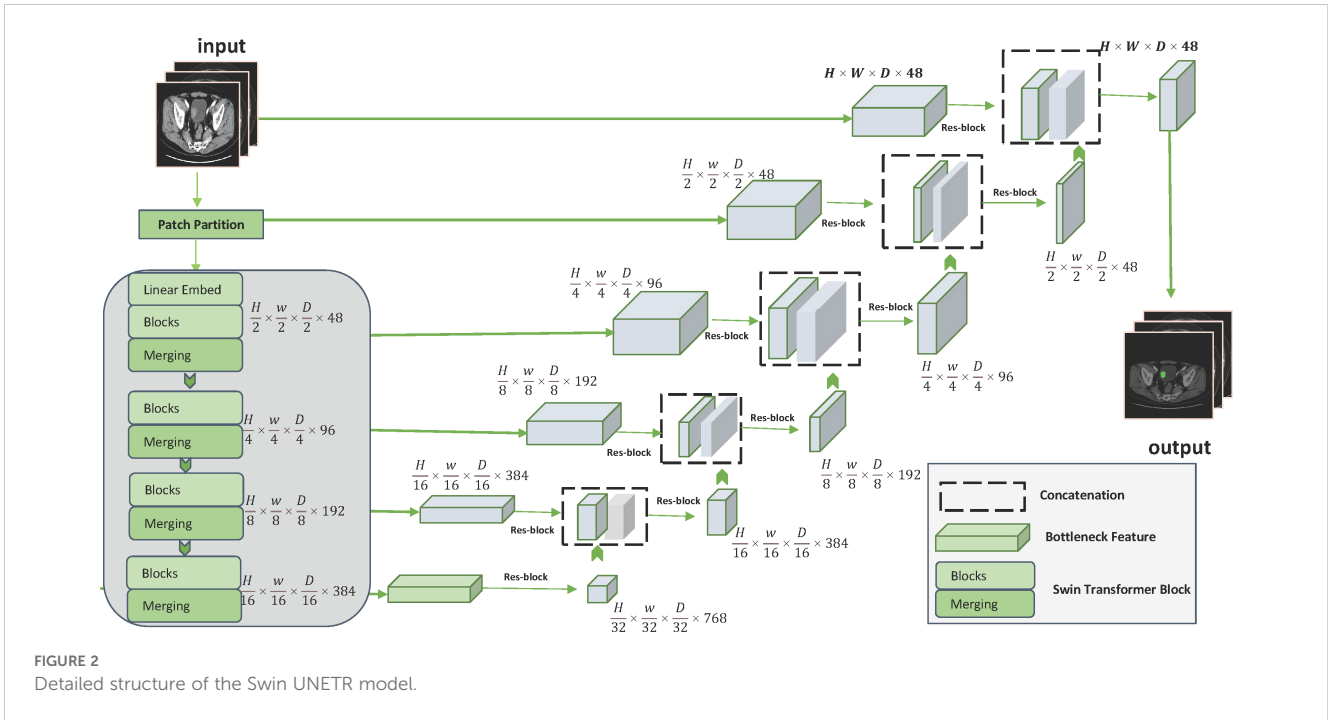 input
H × W × D × 48
H × W × D × 48
Res-block
H/2 × w/2 × D/2 × 48
Res-block
Res-block
Patch Partition
H/2 × w/2 × D/2 × 48
Linear Embed
Blocks
Merging
H/2 × w/2 × D/2 × 48
H/4 × w/4 × D/4 × 96
Res-block
Res-block
H/4 × w/4 × D/4 × 96
Blocks
Merging
H/4 × w/4 × D/4 × 96
H/8 × w/8 × D/8 × 192
Res-block
Res-block
H/8 × w/8 × D/8 × 192
Blocks
Merging
H/8 × w/8 × D/8 × 192
H/16 × w/16 × D/16 × 384
Res-block
Res-block
H/16 × w/16 × D/16 × 384
Blocks
Merging
H/16 × w/16 × D/16 × 384
Res-block
H/32 × w/32 × D/32 × 768
output
Concatenation
Bottleneck Feature
Blocks
Merging
Swin Transformer Block
FIGURE 2
Detailed structure of the Swin UNETR model.